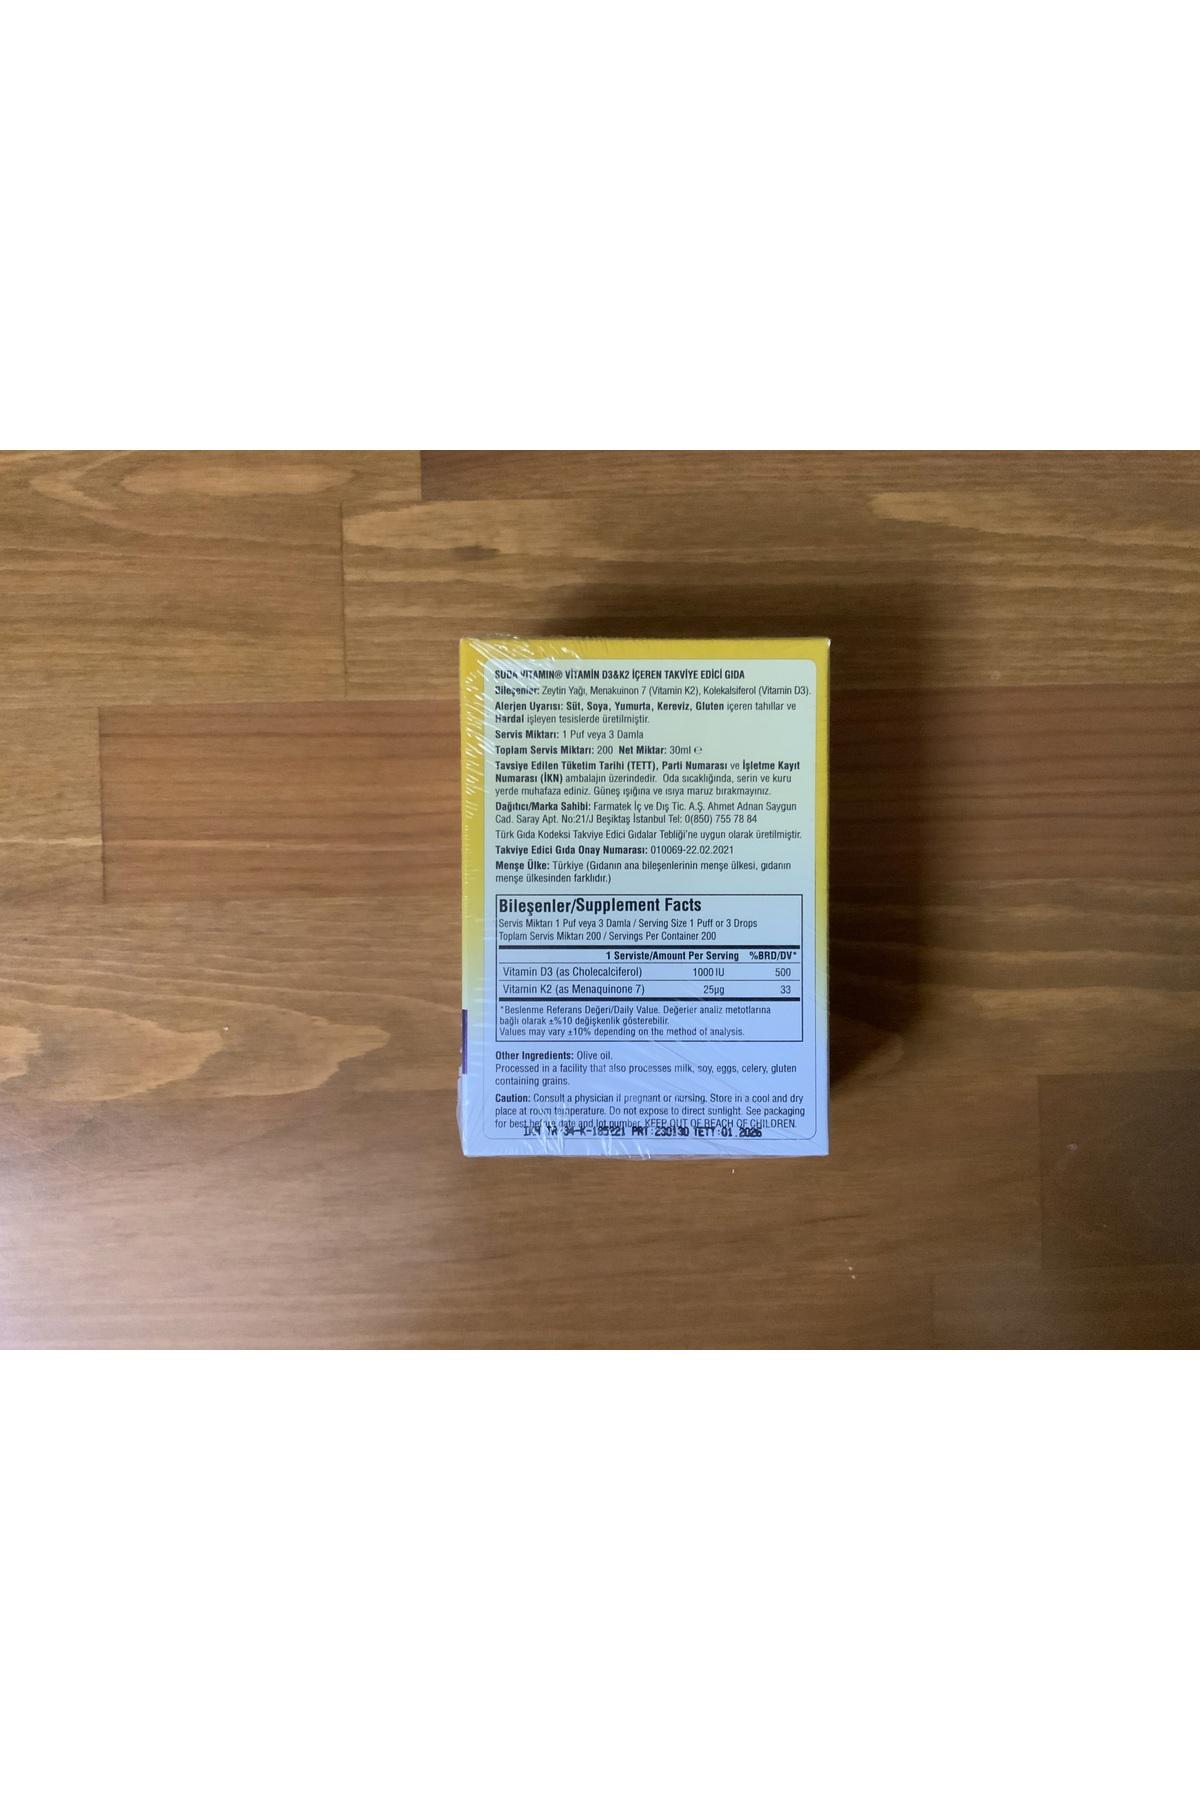 SUDA VITAMIN® VİTAMİN D3&K2 İÇEREN TAKVİYE EDİCİ GIDA
Bileşenler: Zeytin Yağı, Menakuinon 7 (Vitamin K2), Kolekalsiferol (Vitamin D3).
Alerjen Uyarısı: Süt, Soya, Yumurta, Kereviz, Gluten içeren tahıllar ve
Hardal işleyen tesislerde üretilmiştir.
Servis Miktarı: 1 Puf veya 3 Damla
Toplam Servis Miktarı: 200 Net Miktar: 30ml ℮
Tavsiye Edilen Tüketim Tarihi (TETT), Parti Numarası ve İşletme Kayıt
Numarası (İKN) ambalajın üzerindedir. Oda sıcaklığında, serin ve kuru
yerde muhafaza ediniz. Güneş ışığına ve ısıya maruz bırakmayınız.
Dağıtıcı/Marka Sahibi: Farmatek İç ve Dış Tic. A.Ş. Ahmet Adnan Saygun
Cad. Saray Apt. No:21/J Beşiktaş İstanbul Tel: 0(850) 755 78 84
Türk Gıda Kodeksi Takviye Edici Gıdalar Tebliği'ne uygun olarak üretilmiştir.
Takviye Edici Gıda Onay Numarası: 010069-22.02.2021
Menşe Ülke: Türkiye (Gıdanın ana bileşenlerinin menşe ülkesi, gıdanın
menşe ülkesinden farklıdır.)
Bileşenler/Supplement Facts
Servis Miktarı 1 Puf veya 3 Damla / Serving Size 1 Puff or 3 Drops
Toplam Servis Miktarı 200 / Servings Per Container 200
1 Serviste/Amount Per Serving %BRD/DV*
Vitamin D3 (as Cholecalciferol) 1000 IU 500
Vitamin K2 (as Menaquinone 7) 25µg 33
*Beslenme Referans Değeri/Daily Value. Değerler analiz metotlarına
bağlı olarak ±%10 değişkenlik gösterebilir.
Values may vary ±10% depending on the method of analysis.
Other Ingredients: Olive oil.
Processed in a facility that also processes milk, soy, eggs, celery, gluten
containing grains.
Caution: Consult a physician if pregnant or nursing. Store in a cool and dry
place at room temperature. Do not expose to direct sunlight. See packaging
for best before date and lot number. KEEP OUT OF REACH OF CHILDREN.
TR-34-K-185221 PRT:230130 TETT:01.2026